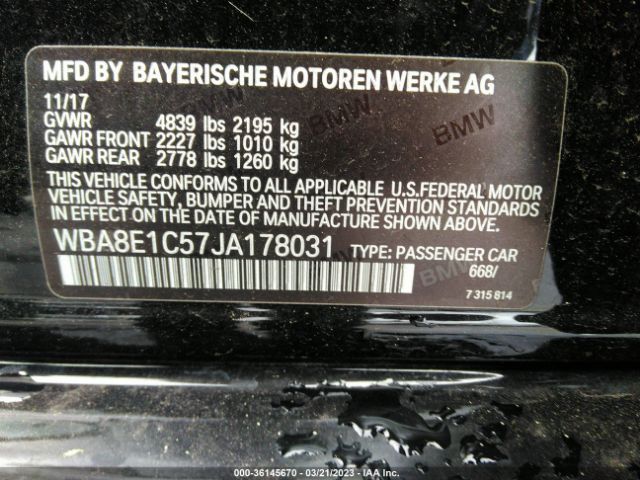 MFD BY BAYERISCHE MOTOREN WERKE AG
11/17
GVWR 4839 lbs 2195 kg
GAWR FRONT 2227 lbs 1010 kg
GAWR REAR 2778 lbs 1260 kg
THIS VEHICLE CONFORMS TO ALL APPLICABLE U.S.FEDERAL MOTOR
VEHICLE SAFETY, BUMPER AND THEFT PREVENTION STANDARDS
IN EFFECT ON THE DATE OF MANUFACTURE SHOWN ABOVE.
WBA8E1C57JA178031 TYPE: PASSENGER CAR
668/
7 315 814
BMW
BMW
BMW
BMW
000-36145670 - 03/21/2023 - IAA Inc.